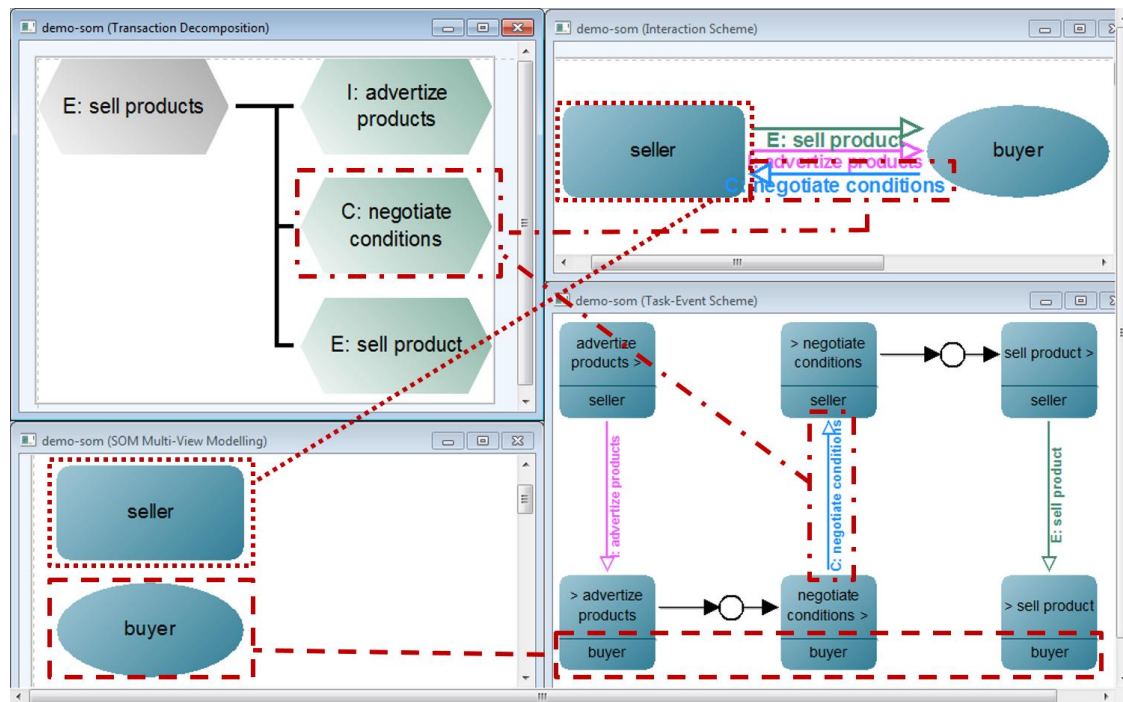 demo-som (Transaction Decomposition)
E: sell products
I: advertize
products
C: negotiate
conditions
E: sell product
demo-som (Interaction Scheme)
seller
E: sell product
I: advertize products
C: negotiate conditions
buyer
demo-som (SOM Multi-View Modelling)
seller
buyer
demo-som (Task-Event Scheme)
advertize
products >
seller
> negotiate
conditions
seller
sell product >
seller
I: advertize products
C: negotiate conditions
E: sell product
> advertize
products
buyer
negotiate
conditions >
buyer
> sell product
buyer